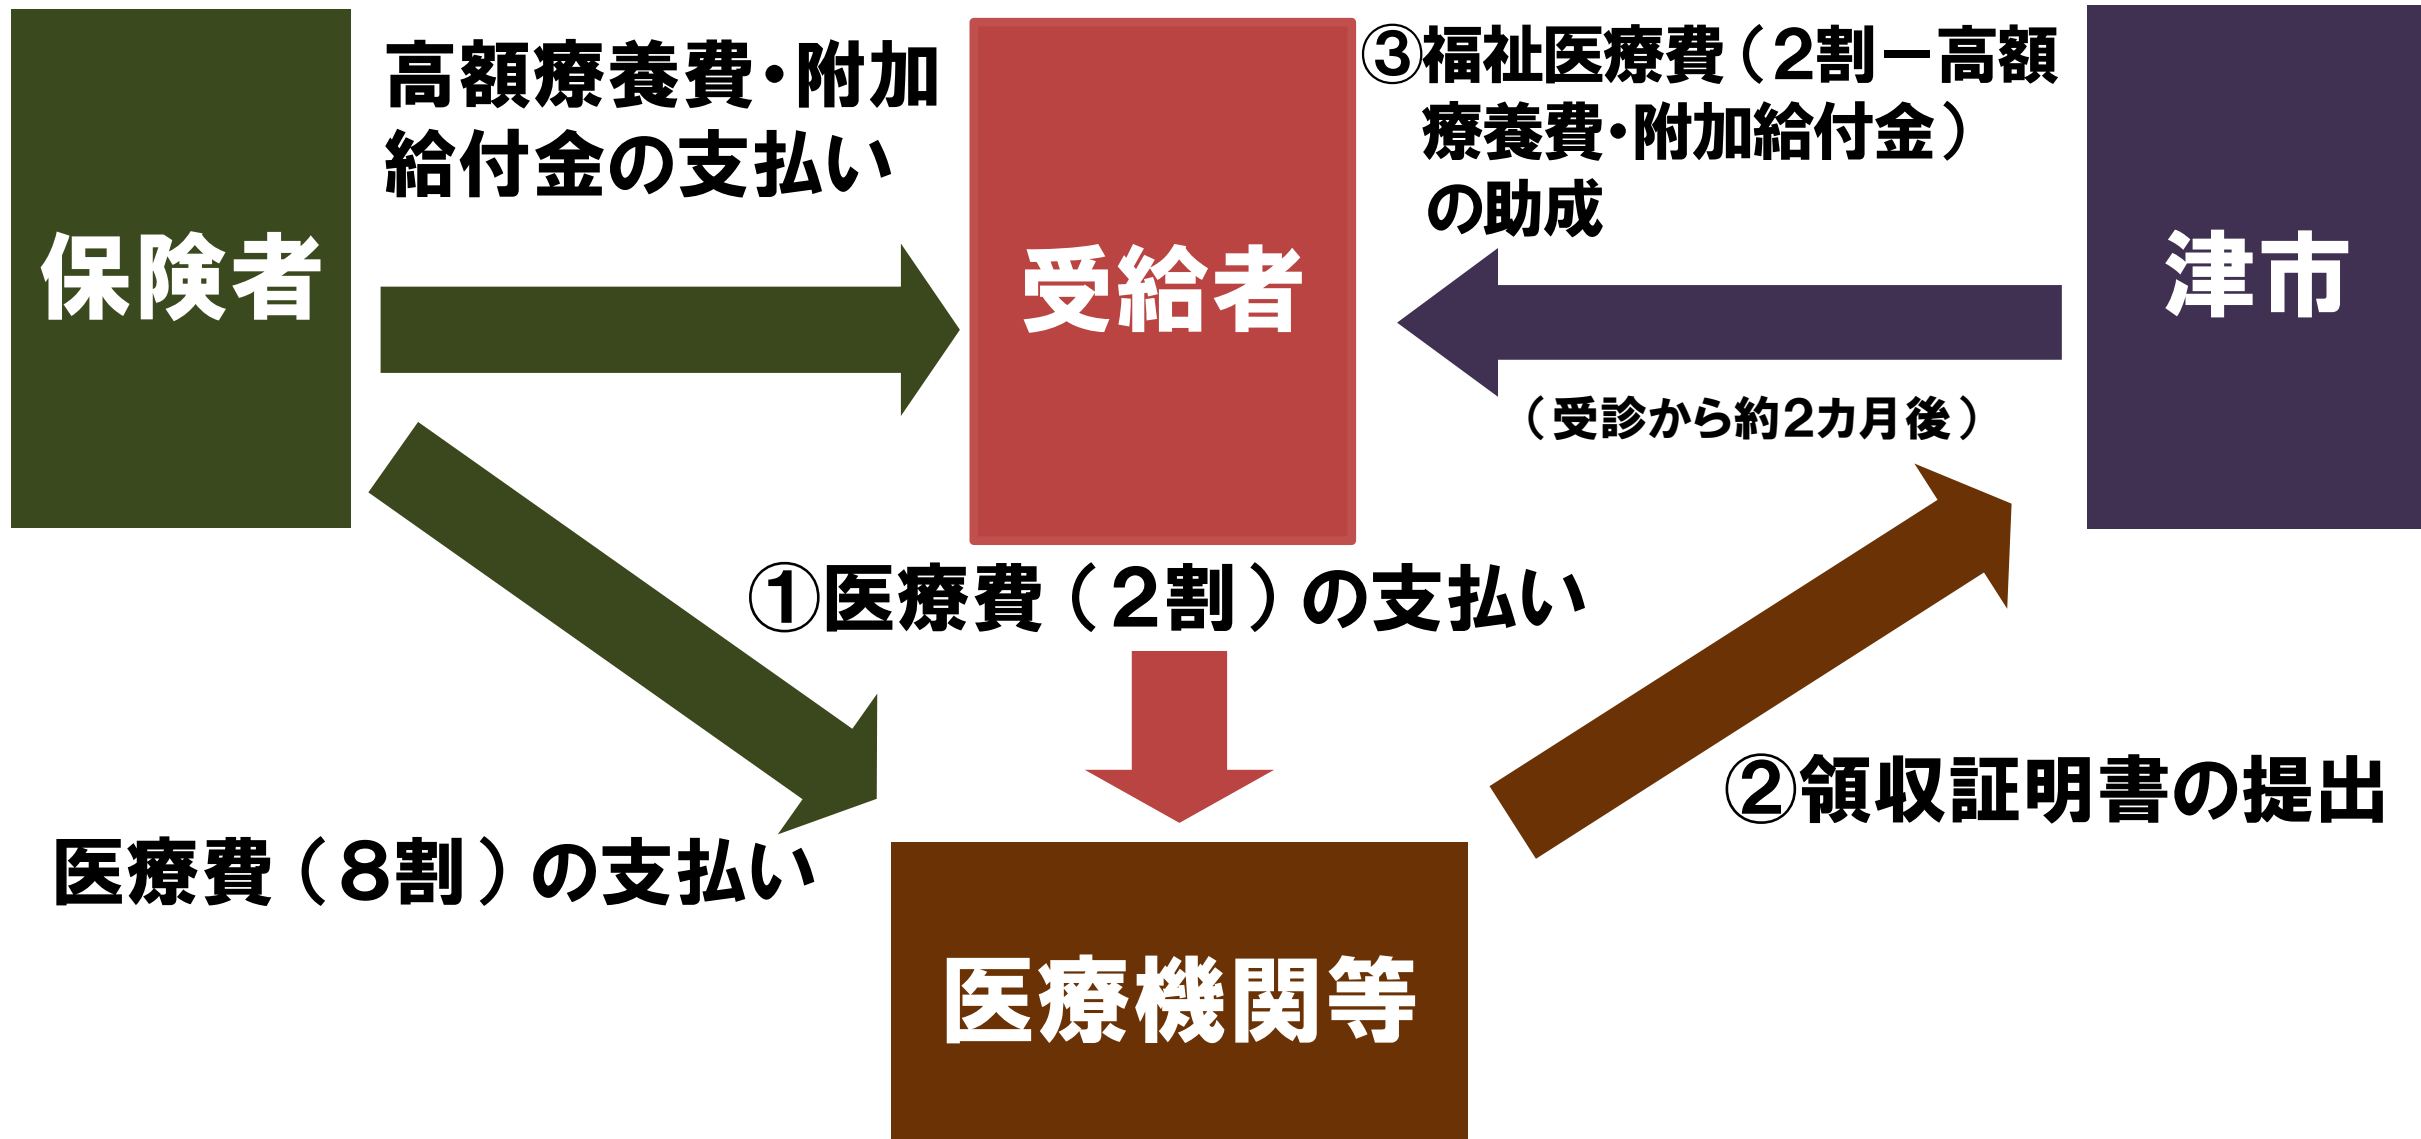 保険者
高額療養費・附加
給付金の支払い
受給者
③福祉医療費（２割－高額
療養費・附加給付金）
の助成
津市
（受診から約２カ月後）
①医療費（２割）の支払い
②領収証明書の提出
医療費（８割）の支払い
医療機関等